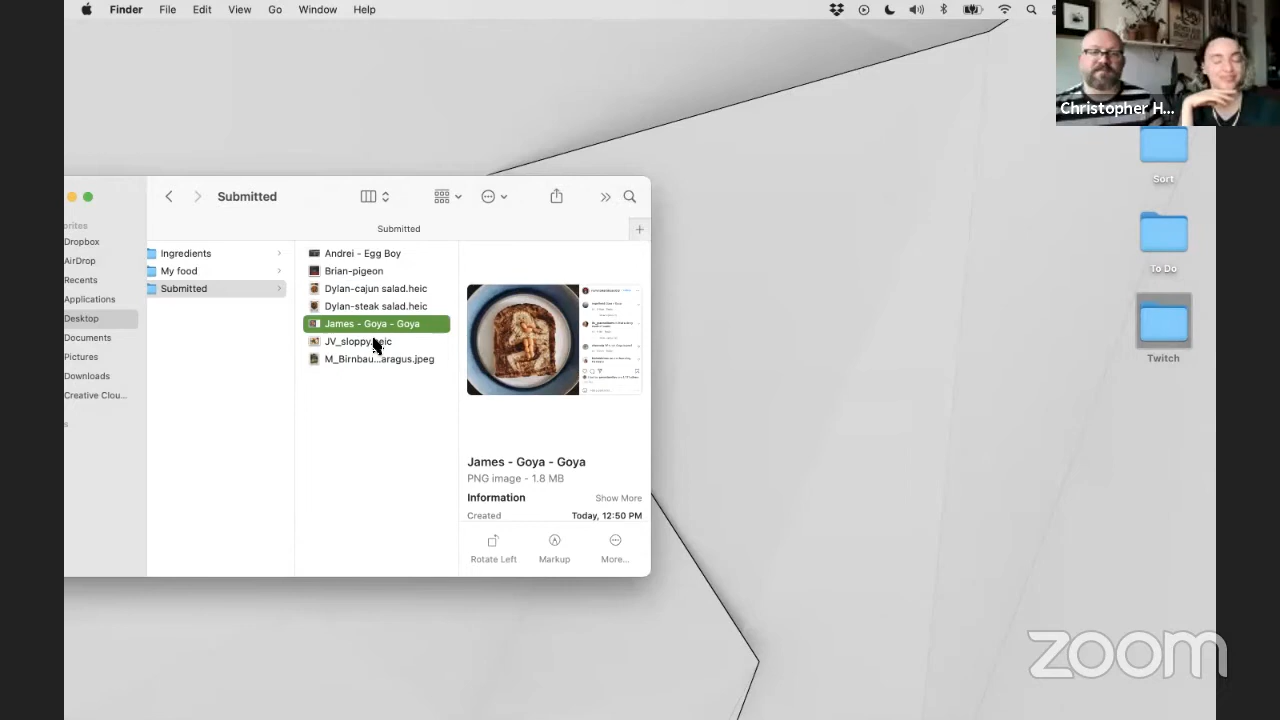 Finder File Edit View Go Window Help
Christopher H...
Sort
To Do
Twitch
Submitted
Submitted
orites
Dropbox
AirDrop
Recents
Applications
Desktop
Documents
Pictures
Downloads
Creative Clou...
s
Ingredients
My food
Submitted
Andrei - Egg Boy
Brian-pigeon
Dylan-cajun salad.heic
Dylan-steak salad.heic
James - Goya - Goya
M_Birnbau...aragus.jpeg
James - Goya - Goya
PNG image - 1.8 MB
Information Show More
Created Today, 12:50 PM
Rotate Left Markup More...
zoom